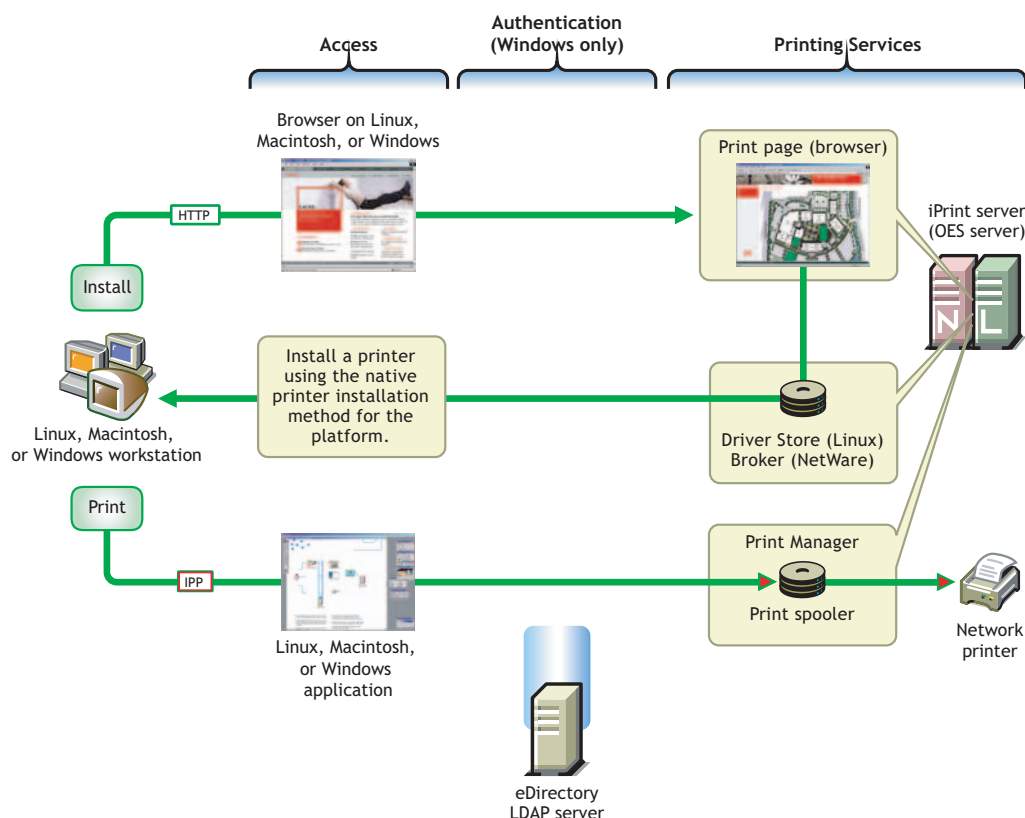 Access
Authentication
(Windows only)
Printing Services
Browser on Linux,
Macintosh, or Windows
Print page (browser)
HTTP
iPrint server
(OES server)
N
L
Install
Install a printer
using the native
printer installation
method for the
platform.
Linux, Macintosh,
or Windows workstation
Driver Store (Linux)
Broker (NetWare)
Print
Print Manager
IPP
Print spooler
Linux, Macintosh,
or Windows
application
Network
printer
eDirectory
LDAP server